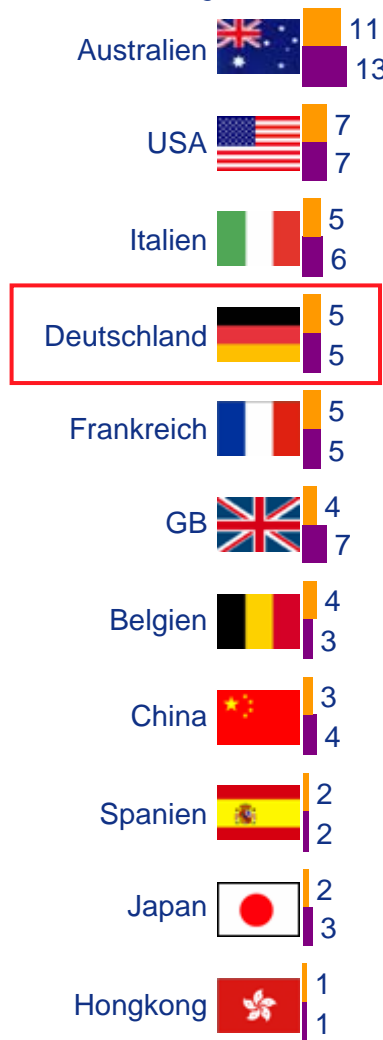 Australien 11
13
USA 7
7
Italien 5
6
Deutschland 5
5
Frankreich 5
5
GB 4
7
Belgien 4
3
China 3
4
Spanien 2
2
Japan 2
3
Hongkong 1
1